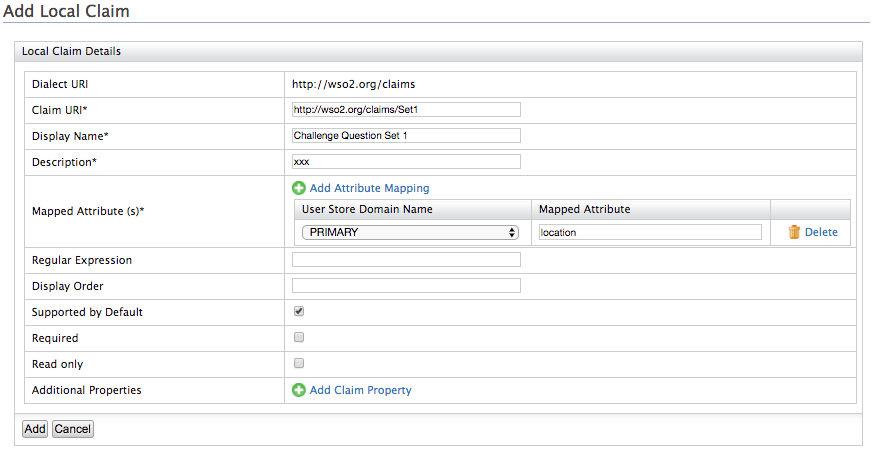 Add Local Claim
Local Claim Details
Dialect URI http://wso2.org/claims
Claim URI* http://wso2.org/claims/Set1
Display Name* Challenge Question Set 1
Description* xxx
Mapped Attribute (s)*
Add Attribute Mapping
User Store Domain Name Mapped Attribute
PRIMARY location Delete
Regular Expression
Display Order
Supported by Default
Required
Read only
Additional Properties Add Claim Property
Add Cancel